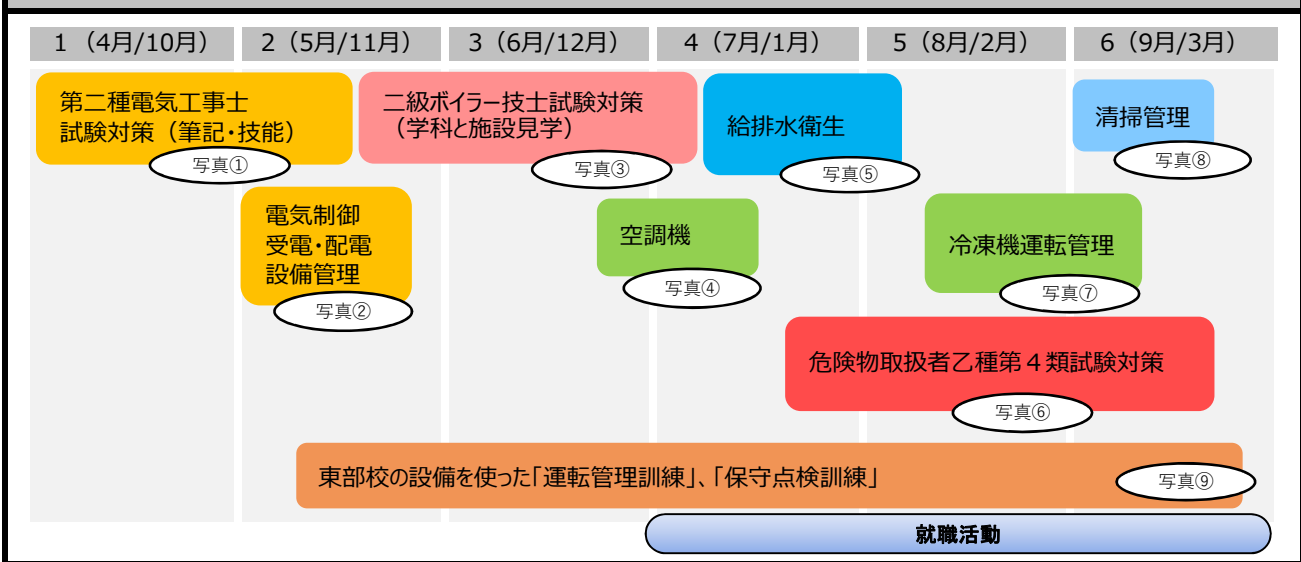 1（4月/10月）
2（5月/11月）
3（6月/12月）
4（7月/1月）
5（8月/2月）
6（9月/3月）
第二種電気工事士
試験対策（筆記・技能）
写真①
二級ボイラー技士試験対策
（学科と施設見学）
写真③
給排水衛生
写真⑤
清掃管理
写真⑧
電気制御
受電・配電
設備管理
写真②
空調機
写真④
冷凍機運転管理
写真⑦
危険物取扱者乙種第４類試験対策
写真⑥
東部校の設備を使った「運転管理訓練」、「保守点検訓練」
写真⑨
就職活動